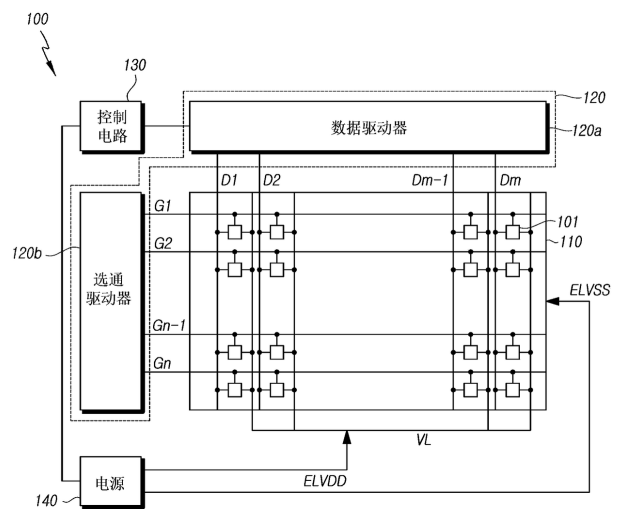 100
130
控制
电路
120
数据驱动器
120a
D1
D2
Dm-1
Dm
G1
101
110
G2
120b
选通
驱动器
ELVSS
Gn-1
Gn
VL
电源
ELVDD
140